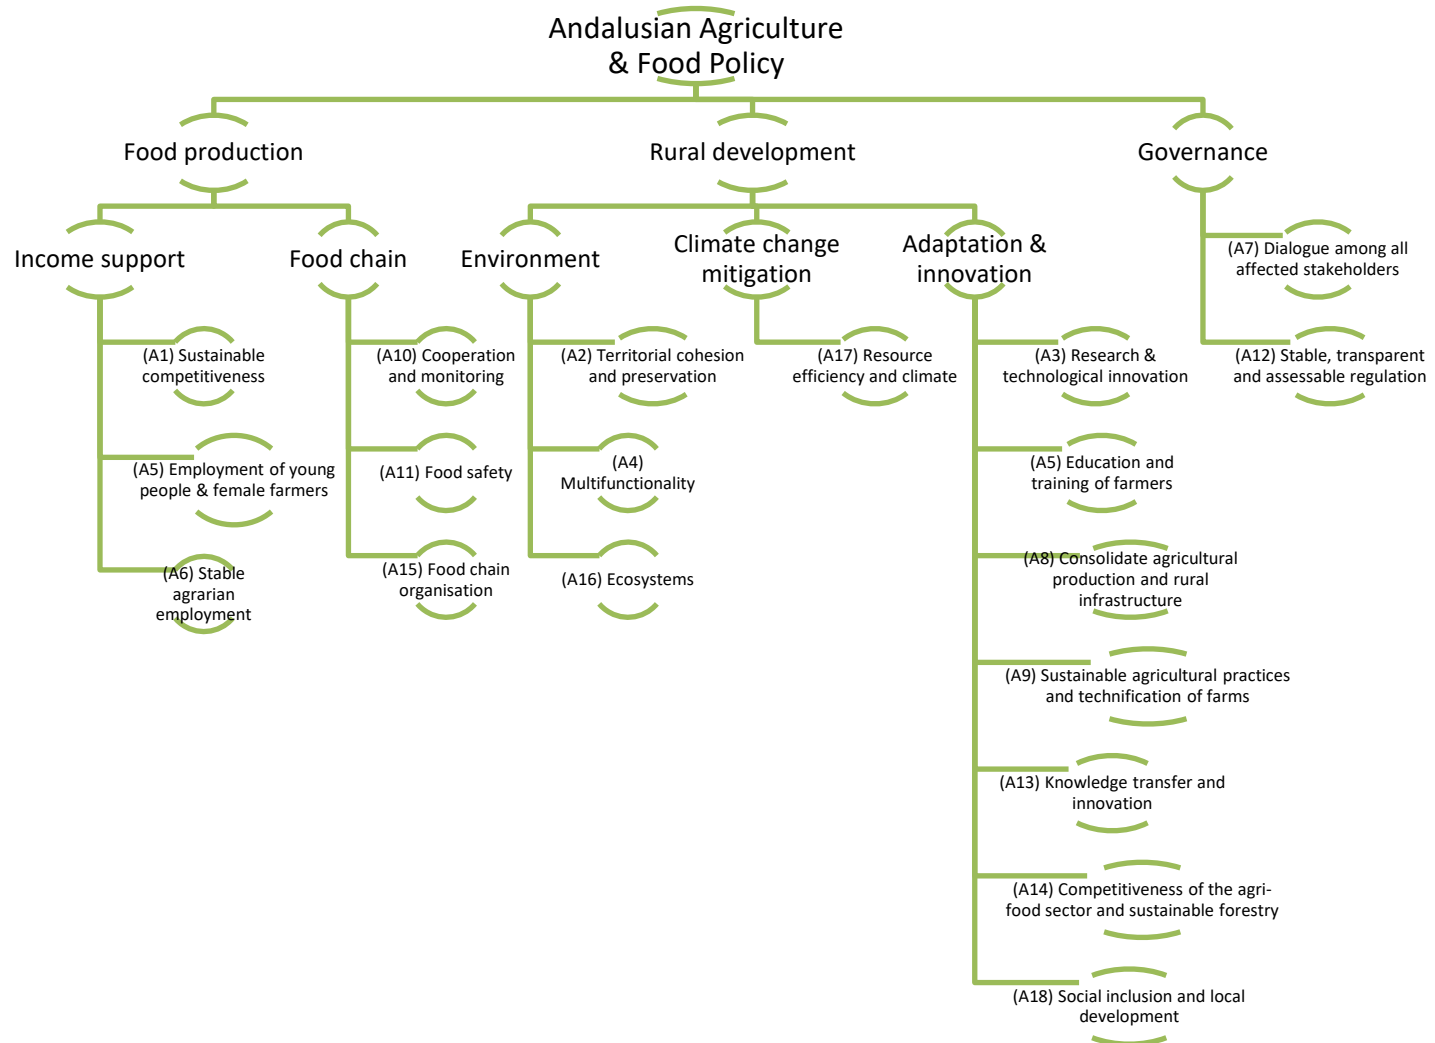 Andalusian Agriculture
& Food Policy
Food production
Rural development
Governance
Income support
Food chain
Environment
Climate change
mitigation
Adaptation &
innovation
(A1) Sustainable
competitiveness
(A5) Employment of young
people & female farmers
(A6) Stable
agrarian
employment
(A10) Cooperation
and monitoring
(A11) Food safety
(A15) Food chain
organisation
(A2) Territorial cohesion
and preservation
(A4)
Multifunctionality
(A16) Ecosystems
(A17) Resource
efficiency and climate
(A3) Research &
technological innovation
(A5) Education and
training of farmers
(A8) Consolidate agricultural
production and rural
infrastructure
(A9) Sustainable agricultural practices
and technification of farms
(A13) Knowledge transfer and
innovation
(A14) Competitiveness of the agri-
food sector and sustainable forestry
(A18) Social inclusion and local
development
(A7) Dialogue among all
affected stakeholders
(A12) Stable, transparent
and assessable regulation